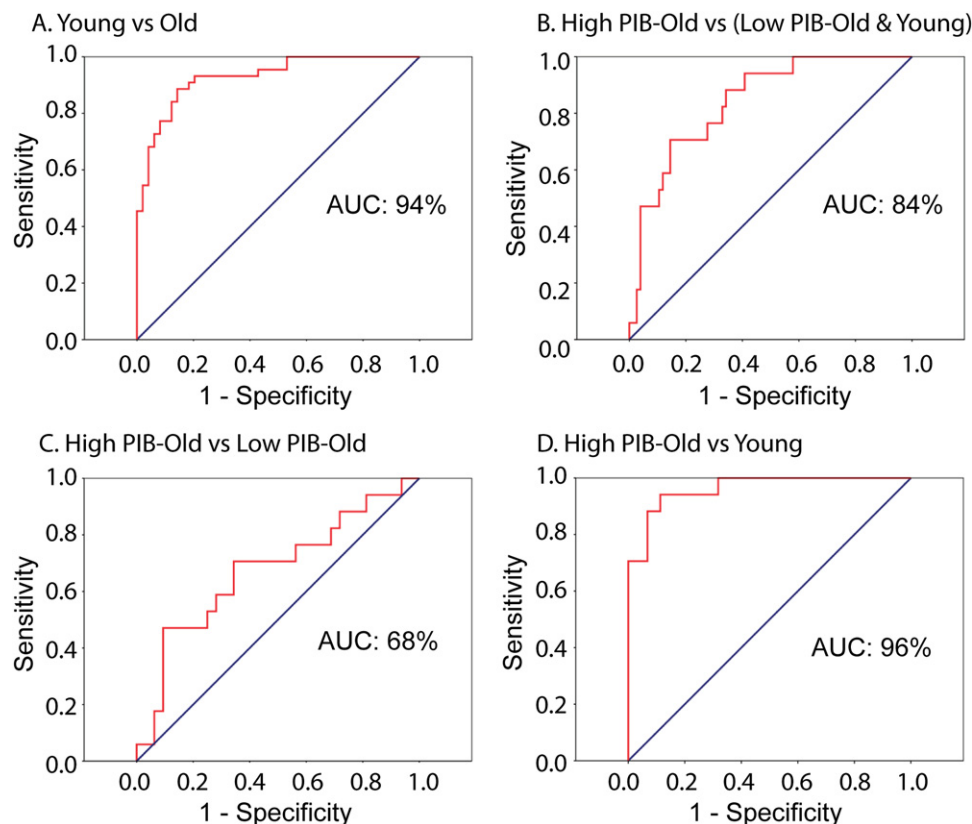 A. Young vs Old
1.0
0.8
0.6
0.4
0.2
0.0
Sensitivity
AUC: 94%
0.0 0.2 0.4 0.6 0.8 1.0
1 - Specificity
B. High PIB-Old vs (Low PIB-Old & Young)
1.0
0.8
0.6
0.4
0.2
0.0
Sensitivity
AUC: 84%
0.0 0.2 0.4 0.6 0.8 1.0
1 - Specificity
C. High PIB-Old vs Low PIB-Old
1.0
0.8
0.6
0.4
0.2
0.0
Sensitivity
AUC: 68%
0.0 0.2 0.4 0.6 0.8 1.0
1 - Specificity
D. High PIB-Old vs Young
1.0
0.8
0.6
0.4
0.2
0.0
Sensitivity
AUC: 96%
0.0 0.2 0.4 0.6 0.8 1.0
1 - Specificity